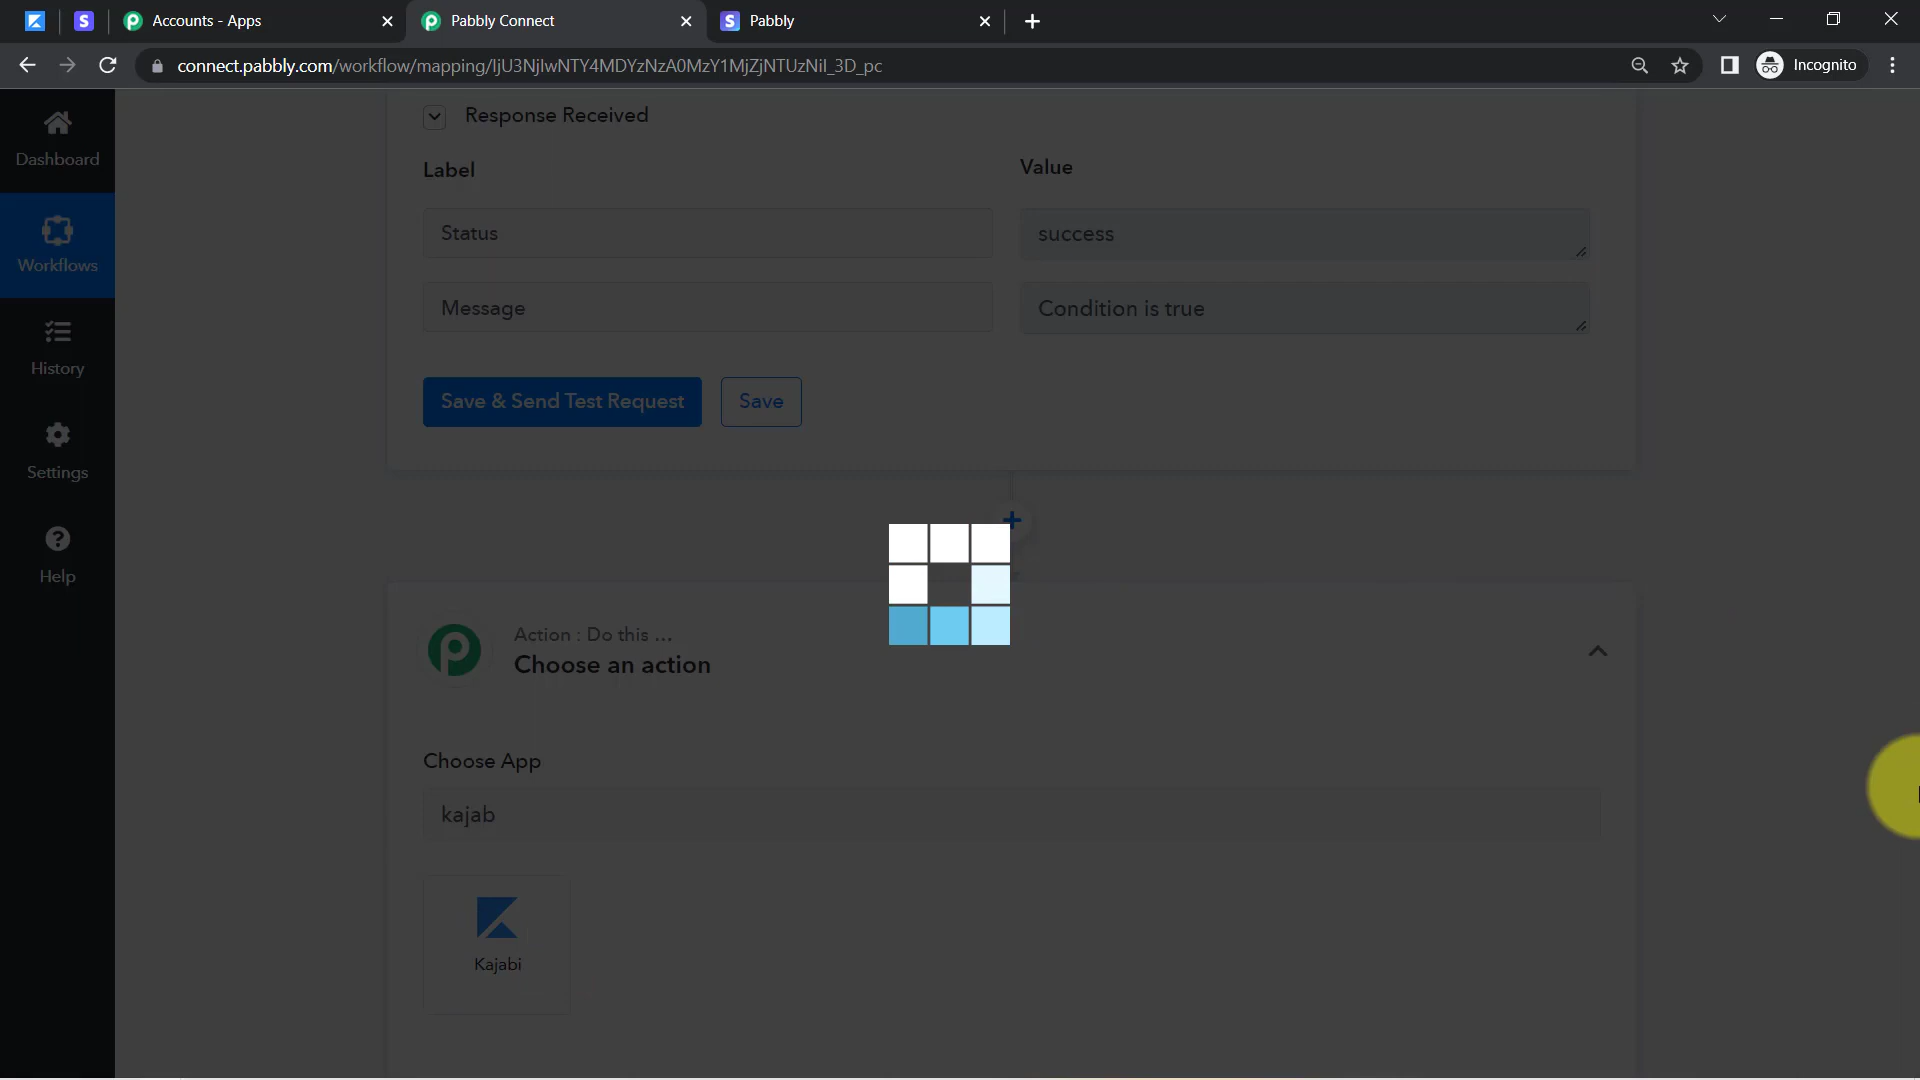 Accounts - Apps
Pabbly Connect
Pabbly
connect.pabbly.com/workflow/mapping/IjU3NjIwNTY4MDYzNzA0MzY1MjZjNTUzNiI_3D_pc
Incognito
Dashboard
Workflows
History
Settings
Help
Response Received
Label
Value
Status
success
Message
Condition is true
Save & Send Test Request
Save
Action : Do this ...
Choose an action
Choose App
kajab
Kajabi